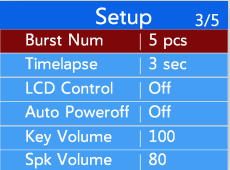 Setup 3/5
Burst Num | 5 pcs
Timelapse | 3 sec
LCD Control | Off
Auto Poweroff | Off
Key Volume | 100
Spk Volume | 80